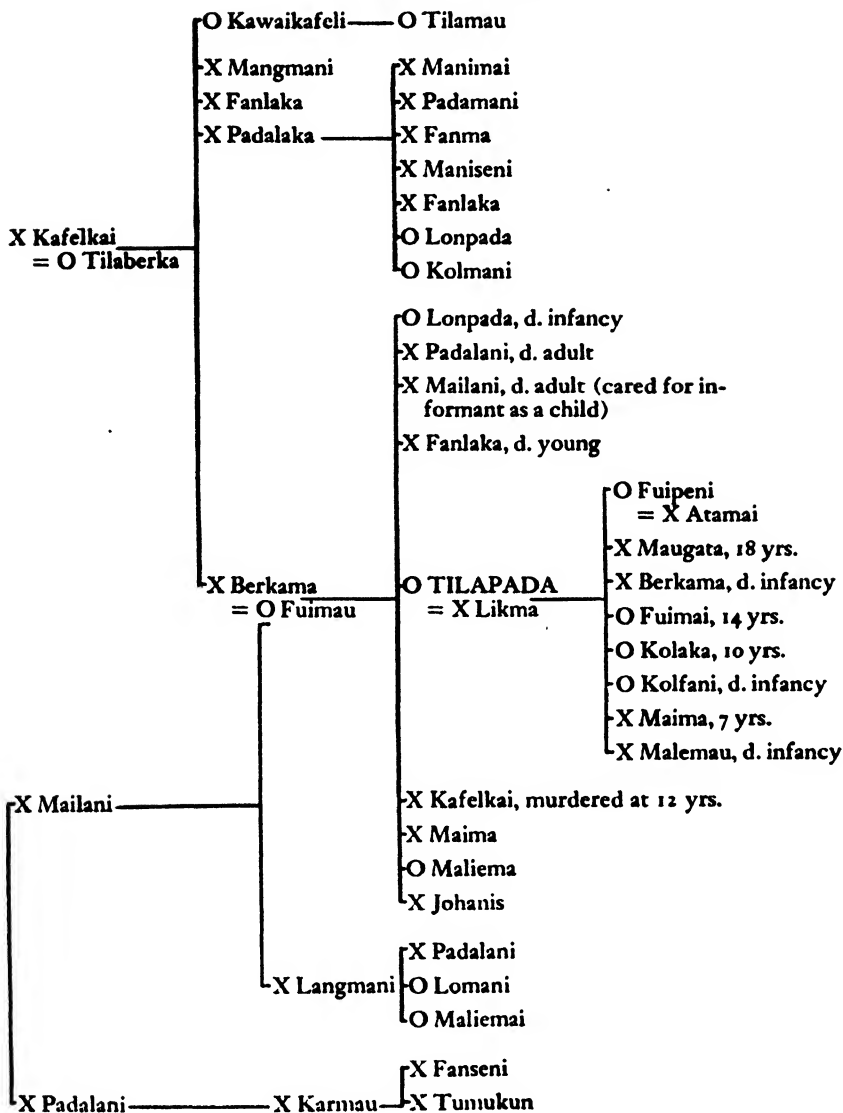 O Kawaikafeli O Tilamau
X Mangmani X Manimai
X Fanlaka X Padamani
X Padalaka X Fanma
X Maniseni
X Fanlaka
X Kafelkai O Lonpada
= O Tilaberka O Kolmani
O Lonpada, d. infancy
X Padalani, d. adult
X Mailani, d. adult (cared for in-
formant as a child)
X Fanlaka, d. young
O Fuipeni
= X Atamai
X Maugata, 18 yrs.
X Berkama O TILAPADA X Berkama, d. infancy
= O Fuimau = X Likma O Fuimai, 14 yrs.
O Kolaka, 10 yrs.
O Kolfani, d. infancy
X Maima, 7 yrs.
X Malemau, d. infancy
X Mailani X Kafelkai, murdered at 12 yrs.
X Maima
O Maliema
X Johanis
X Padalani
X Langmani O Lomani
O Maliemai
X Fanseni
X Padalani X Karmau X Tumukun